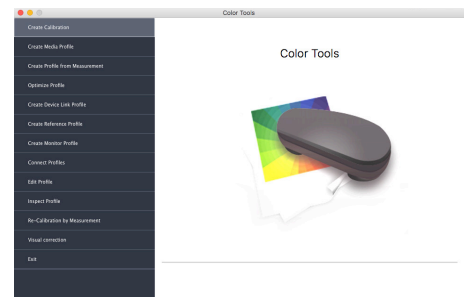 Color Tools
Create Calibration
Create Media Profile
Create Profile from Measurement
Optimize Profile
Create Device Link Profile
Create Reference Profile
Create Monitor Profile
Connect Profiles
Edit Profile
Inspect Profile
Re-Calibration by Measurement
Visual correction
Exit
Color Tools